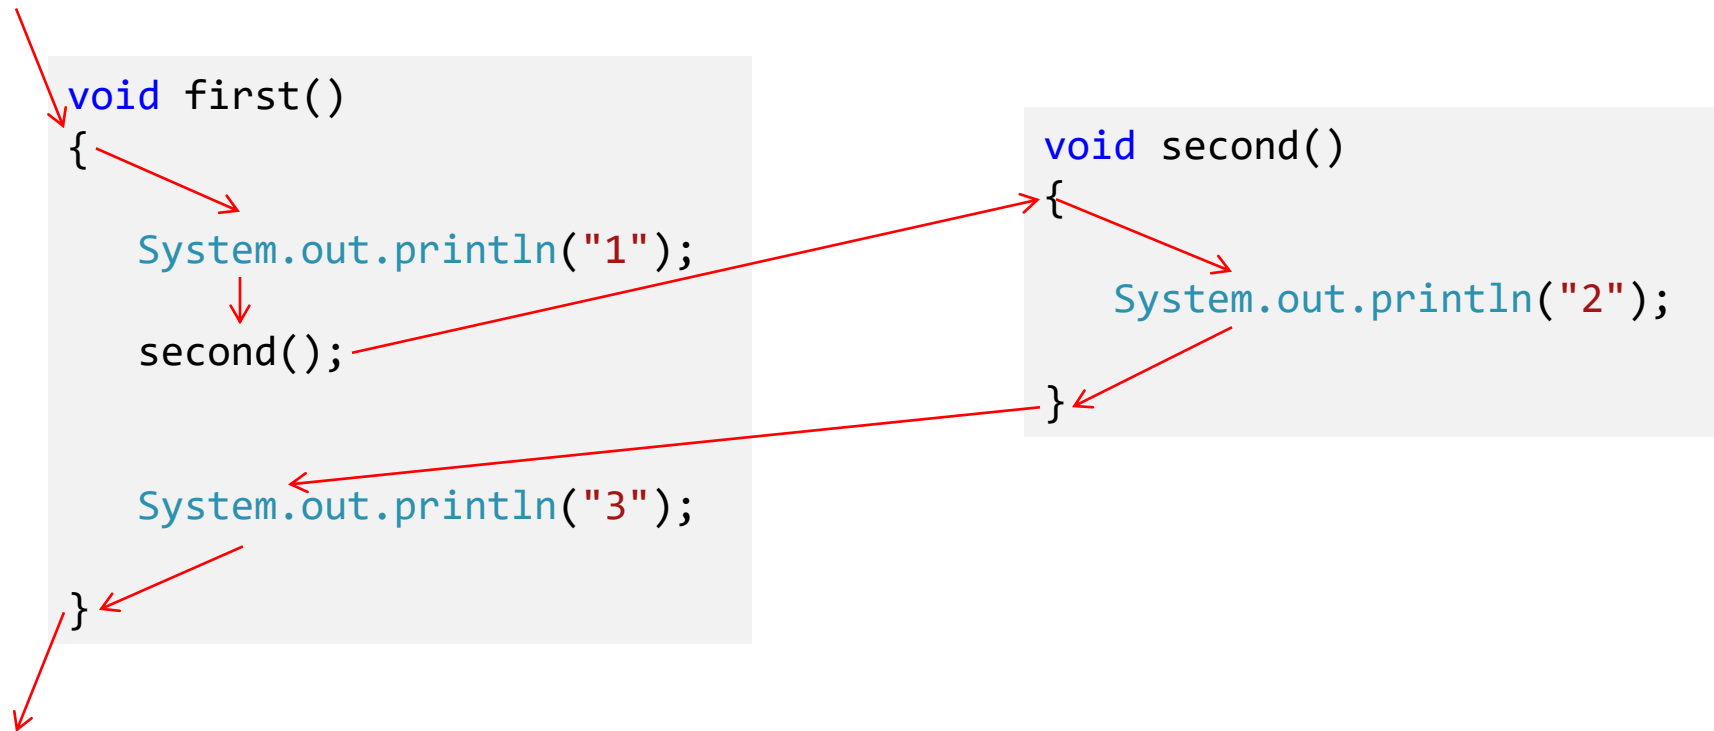 void first()
{
System.out.println("1");
second();
System.out.println("3");
}
void second()
{
System.out.println("2");
}